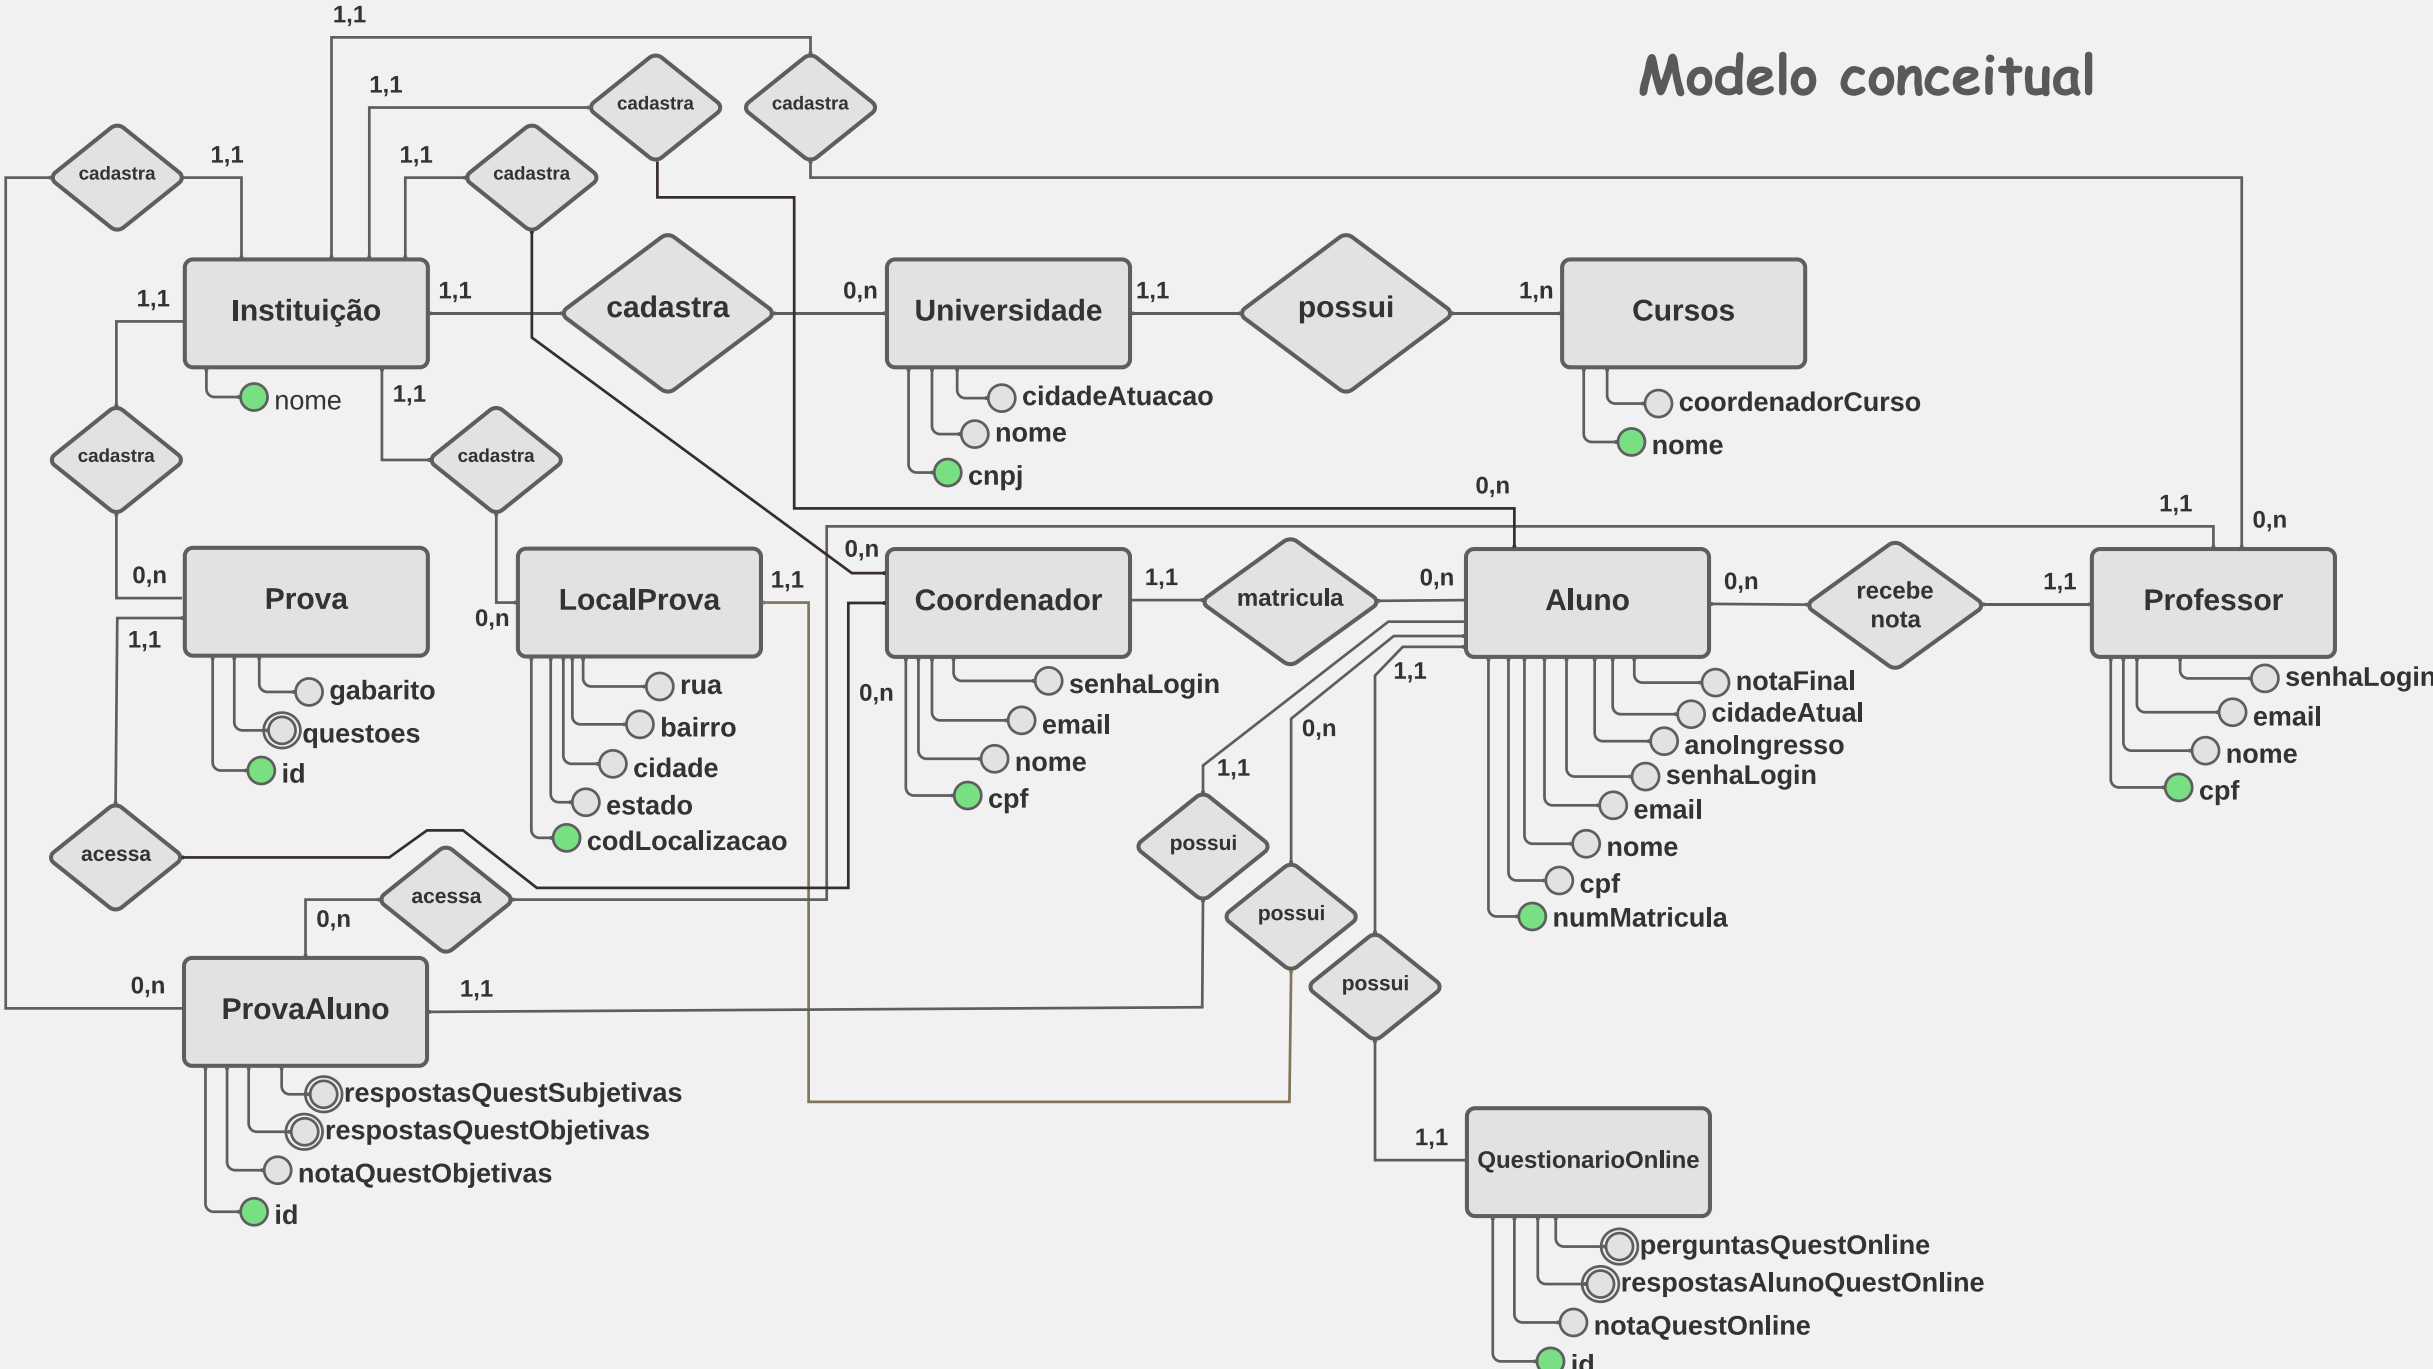 1,1
Modelo conceitual
1,1
cadastra
cadastra
1,1
1,1
cadastra
cadastra
1,1
Instituição
1,1
cadastra
0,n
Universidade
1,1
possui
1,n
Cursos
nome
1,1
cidadeAtuacao
nome
cnpj
coordenadorCurso
nome
cadastra
cadastra
0,n
1,1
0,n
0,n
Prova
1,1
0,n
LocalProva
1,1
0,n
Coordenador
1,1
matricula
0,n
Aluno
0,n
recebe
nota
1,1
Professor
gabarito
questoes
id
rua
bairro
cidade
estado
codLocalizacao
0,n
senhaLogin
email
nome
cpf
1,1
0,n
1,1
notaFinal
cidadeAtual
anoIngresso
senhaLogin
email
nome
cpf
numMatricula
senhaLogin
email
nome
cpf
acessa
acessa
0,n
possui
possui
possui
0,n
ProvaAluno
1,1
respostasQuestSubjetivas
respostasQuestObjetivas
notaQuestObjetivas
id
1,1
QuestionarioOnline
perguntasQuestOnline
respostasAlunoQuestOnline
notaQuestOnline
id